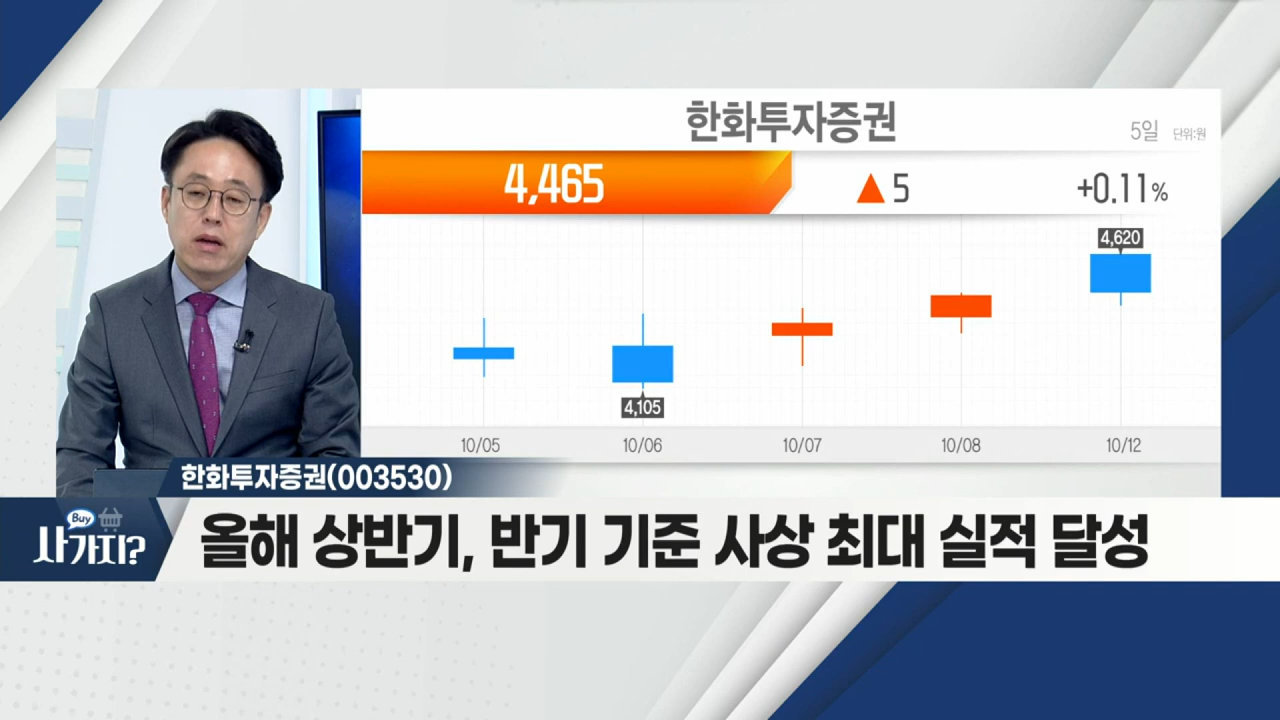 한화투자증권
5일 단위:원
4,465 ▲5 +0.11%
4,620
4,105
10/05 10/06 10/07 10/08 10/12
한화투자증권(003530)
Buy
사가지?
올해 상반기, 반기 기준 사상 최대 실적 달성